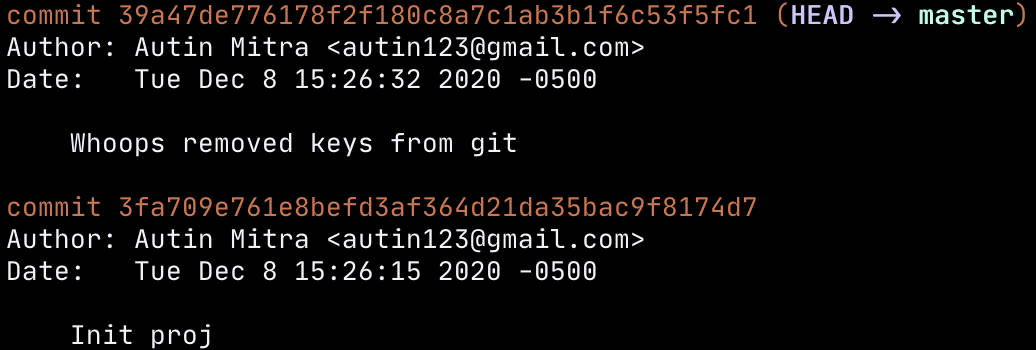 commit 39a47de776178f2f180c8a7c1ab3b1f6c53f5fc1 (HEAD -> master)
Author: Autin Mitra <autin123@gmail.com>
Date:   Tue Dec 8 15:26:32 2020 -0500
    Whoops removed keys from git
commit 3fa709e761e8befd3af364d21da35bac9f8174d7
Author: Autin Mitra <autin123@gmail.com>
Date:   Tue Dec 8 15:26:15 2020 -0500
    Init proj